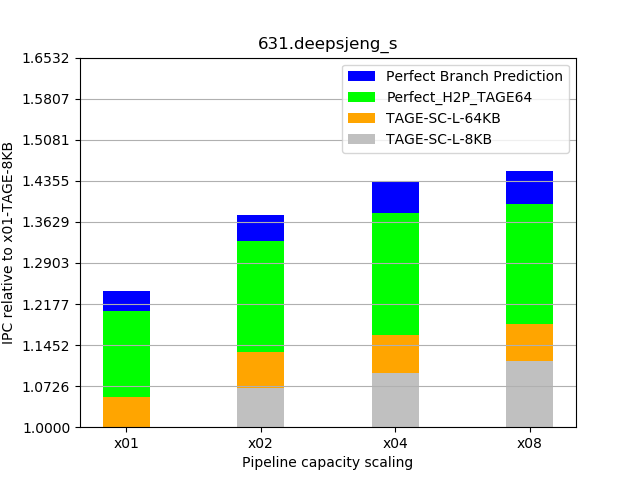 631.deepsjeng_s
IPC relative to x01-TAGE-8KB
1.6532
1.5807
1.5081
1.4355
1.3629
1.2903
1.2177
1.1452
1.0726
1.0000
Perfect Branch Prediction
Perfect_H2P_TAGE64
TAGE-SC-L-64KB
TAGE-SC-L-8KB
x01 x02 x04 x08
Pipeline capacity scaling